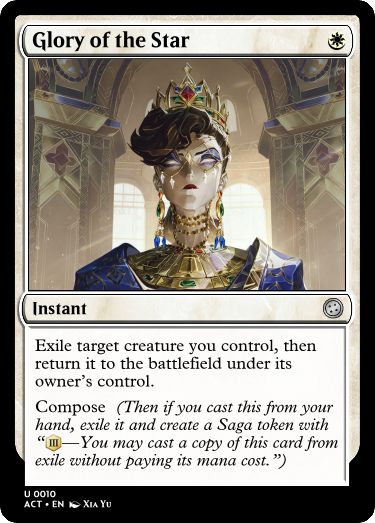 Glory of the Star
Instant
Exile target creature you control, then
return it to the battlefield under its
owner's control.
Compose (Then if you cast this from your
hand, exile it and create a Saga token with
“III—You may cast a copy of this card from
exile without paying its mana cost.”)
U 0010
ACT • EN Xia Yu